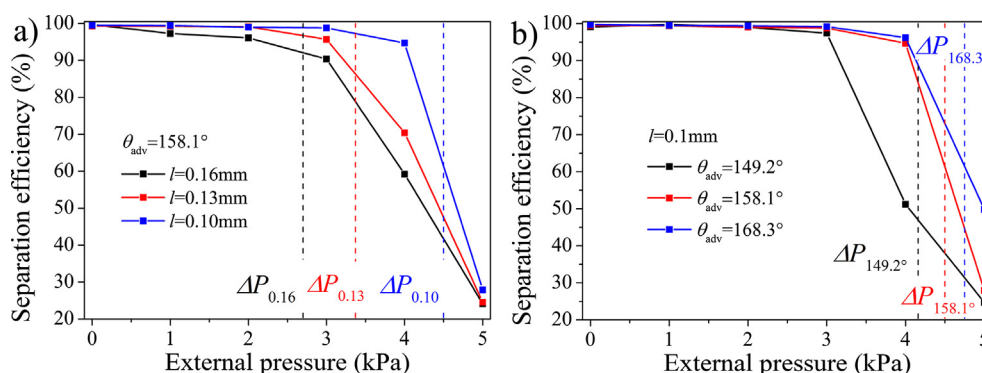 a)
Separation efficiency (%)
100
90
80
70
60
50
40
30
20
θadv=158.1°
l=0.16mm
l=0.13mm
l=0.10mm
ΔP0.16
ΔP0.13
ΔP0.10
0 1 2 3 4 5
External pressure (kPa)
b)
Separation efficiency (%)
100
90
80
70
60
50
40
30
20
ΔP168.3
l=0.1mm
θadv=149.2°
θadv=158.1°
θadv=168.3°
ΔP149.2°
ΔP158.1°
0 1 2 3 4 5
External pressure (kPa)